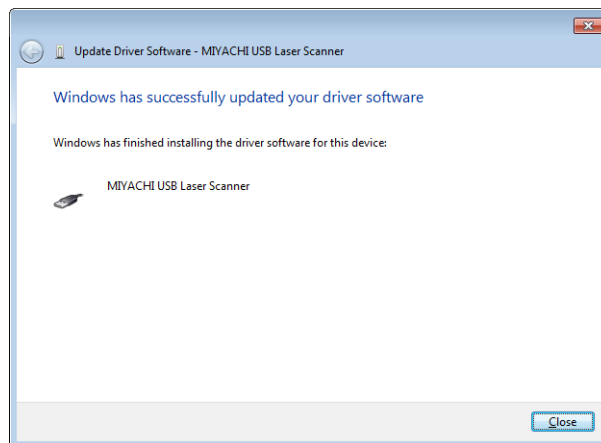 Update Driver Software - MIYACHI USB Laser Scanner
Windows has successfully updated your driver software
Windows has finished installing the driver software for this device:
MIYACHI USB Laser Scanner
Close